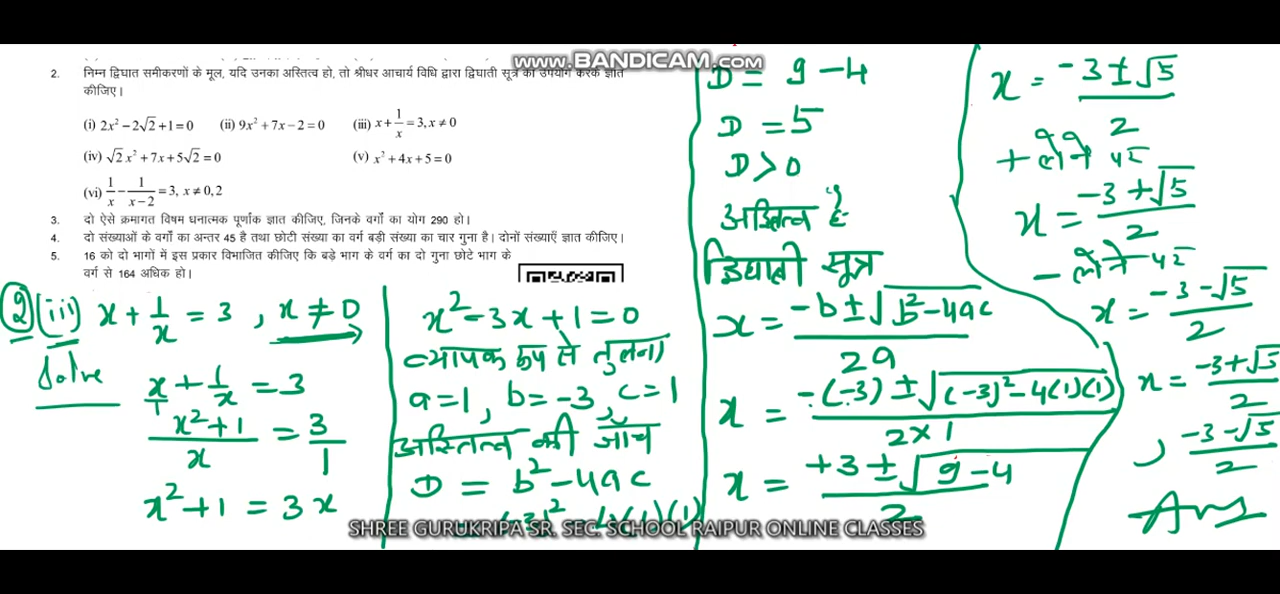 www.BANDICAM.com
2. निम्न द्विघात समीकरणों के मूल, यदि उनका अस्तित्व हो, तो श्रीधर आचार्य विधि द्वारा द्विघाती सूत्र का उपयोग करके ज्ञात
कीजिए।
(i) 2x² − 2√2 + 1 = 0 (ii) 9x² + 7x − 2 = 0 (iii) x + 1/x = 3, x ≠ 0
(iv) √2 x² + 7x + 5√2 = 0 (v) x² + 4x + 5 = 0
(vi) 1/x − 1/(x−2) = 3, x ≠ 0,2
3. दो ऐसे क्रमागत विषम धनात्मक पूर्णांक ज्ञात कीजिए, जिनके वर्गों का योग 290 हो।
4. दो संख्याओं के वर्गों का अन्तर 45 है तथा छोटी संख्या का वर्ग बड़ी संख्या का चार गुना है। दोनों संख्याएँ ज्ञात कीजिए।
5. 16 को दो भागों में इस प्रकार विभाजित कीजिए कि बड़े भाग के वर्ग का दो गुना छोटे भाग के
वर्ग से 164 अधिक हो।
2 (iii) x + 1/x = 3, x ≠ 0
Solve
x/1 + 1/x = 3
(x² + 1)/x = 3/1
x² + 1 = 3x
x² − 3x + 1 = 0
व्यापक रूप से तुलना
a = 1, b = −3, c = 1
अस्तित्व की जाँच
D = b² − 4ac
(−3)² − 4(1)(1)
D = 9 − 4
D = 5
D > 0
अस्तित्व है
द्विघाती सूत्र
x = (−b ± √(b² − 4ac))/2a
x = (−(−3) ± √((−3)² − 4(1)(1)))/(2×1)
x = (+3 ± √(9 − 4))/2
x = (−3 ± √5)/2
+ लेने पर
x = (−3 + √5)/2
− लेने पर
x = (−3 − √5)/2
x = (−3 + √5)/2
, (−3 − √5)/2
Ans
SHREE GURUKRIPA SR. SEC. SCHOOL RAIPUR ONLINE CLASSES